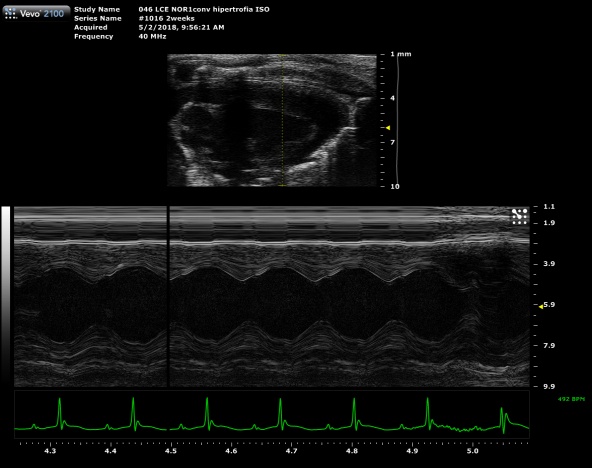 Vevo 2100
Study Name 046 LCE NOR1conv hipertrofia ISO
Series Name #1016 2weeks
Acquired 5/2/2018, 9:56:21 AM
Frequency 40 MHz
1 mm
4
7
10
1.1
1.9
3.9
5.9
7.9
9.9
492 BPM
4.3 4.4 4.5 4.6 4.7 4.8 4.9 5.0